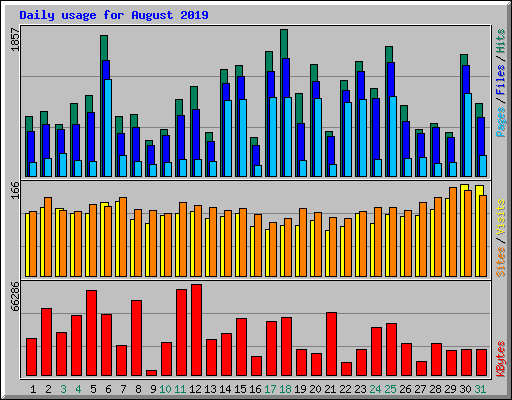 Daily usage for August 2019
1857
Pages / Files / Hits
166
Sites / Visits
66286
KBytes
1 2 3 4 5 6 7 8 9 10 11 12 13 14 15 16 17 18 19 20 21 22 23 24 25 26 27 28 29 30 31